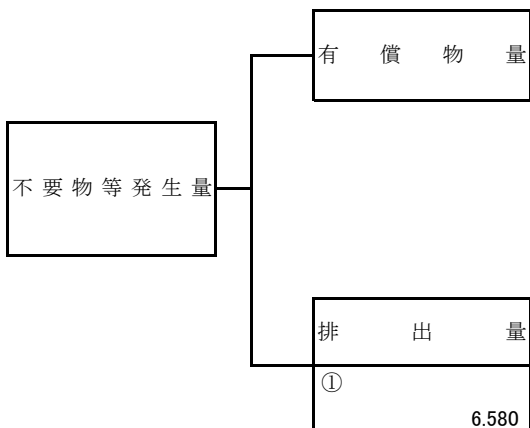 有償物量
不要物等発生量
排出量
①
6.580